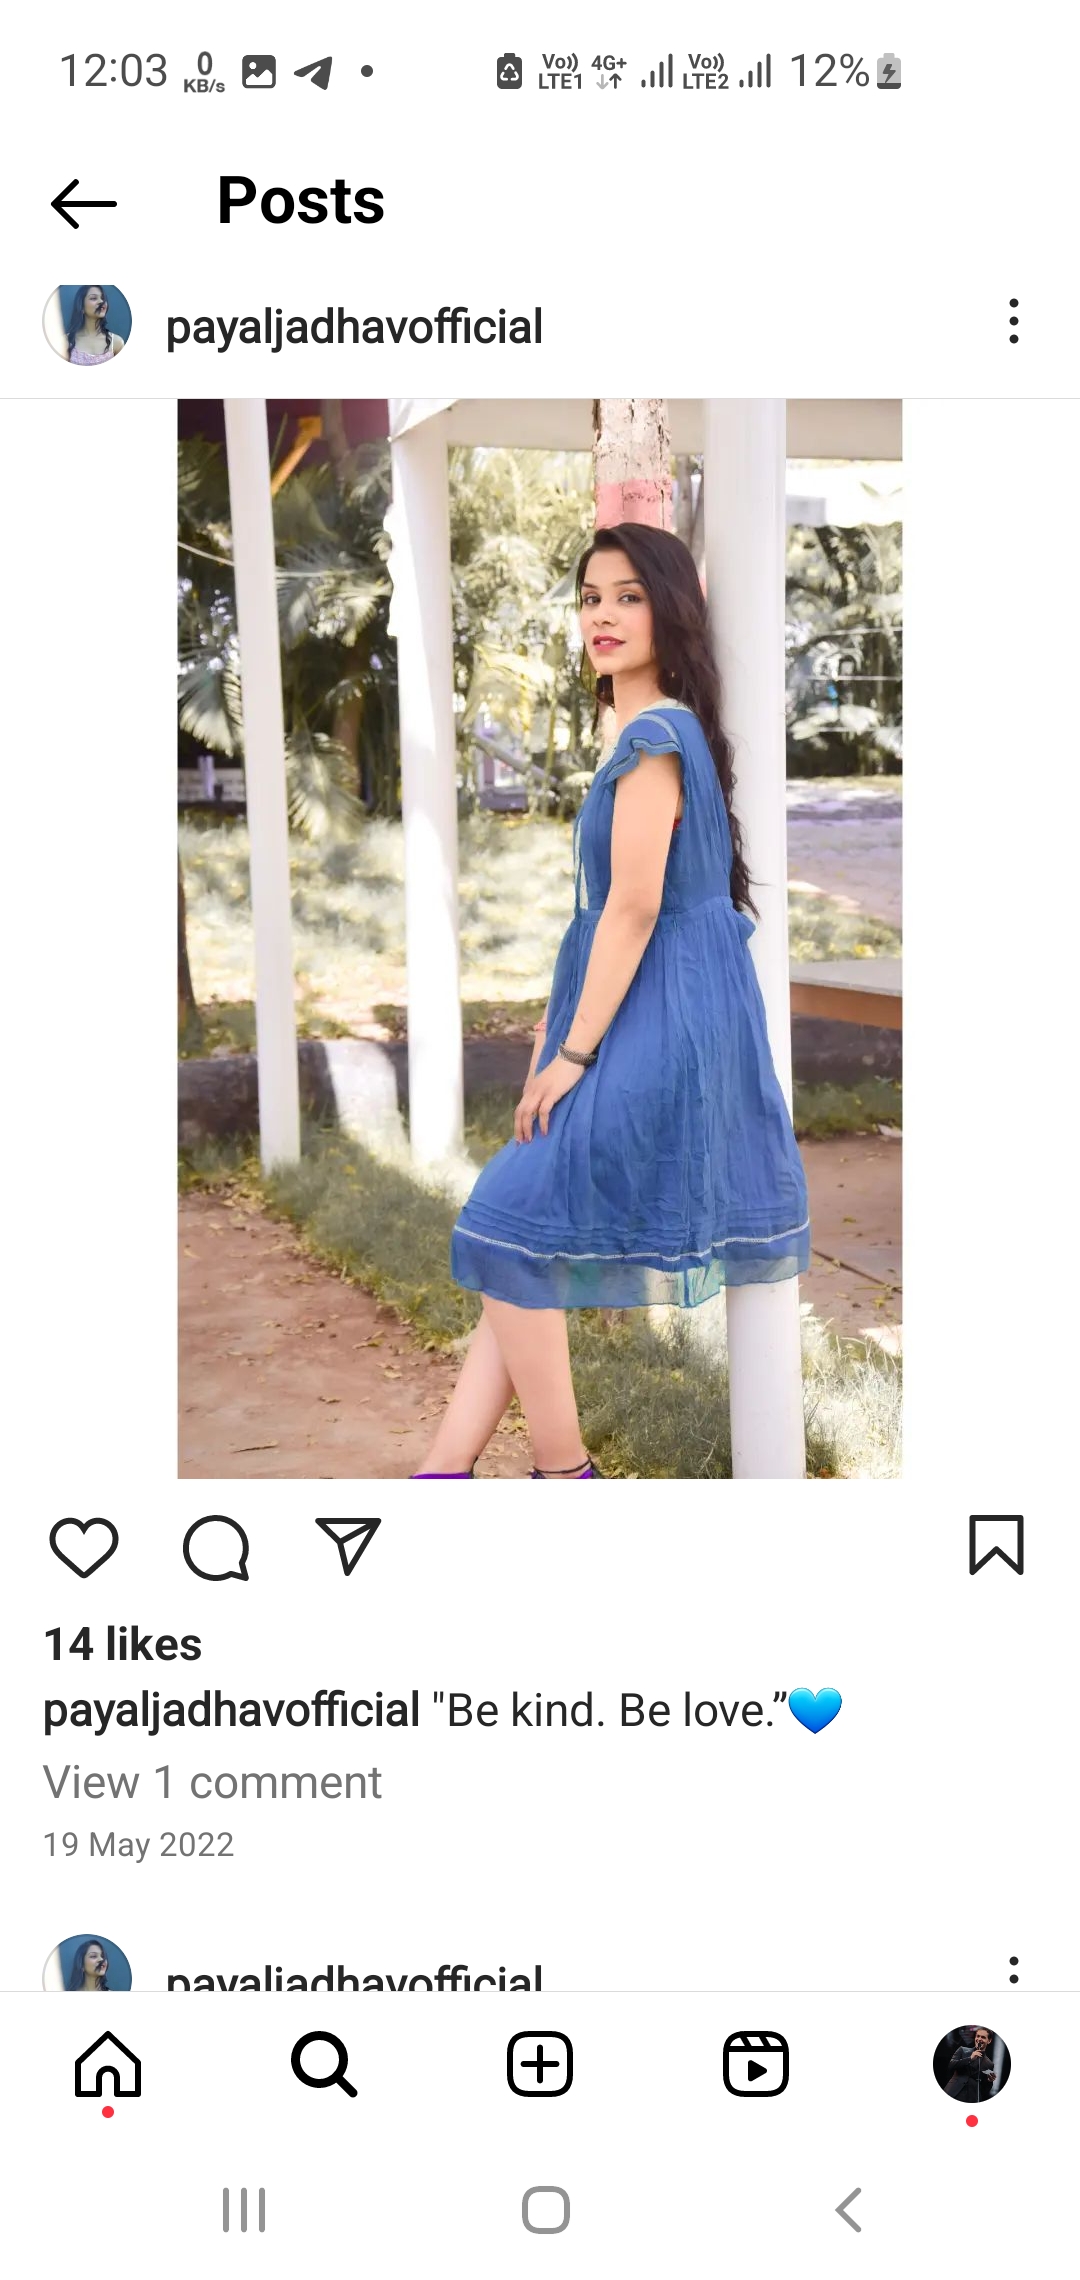 12:03 0 KB/s Vo)) LTE1 4G+ Vo)) LTE2 12%
Posts
payaljadhavofficial
14 likes
payaljadhavofficial "Be kind. Be love.”💙
View 1 comment
19 May 2022
payaljadhavofficial